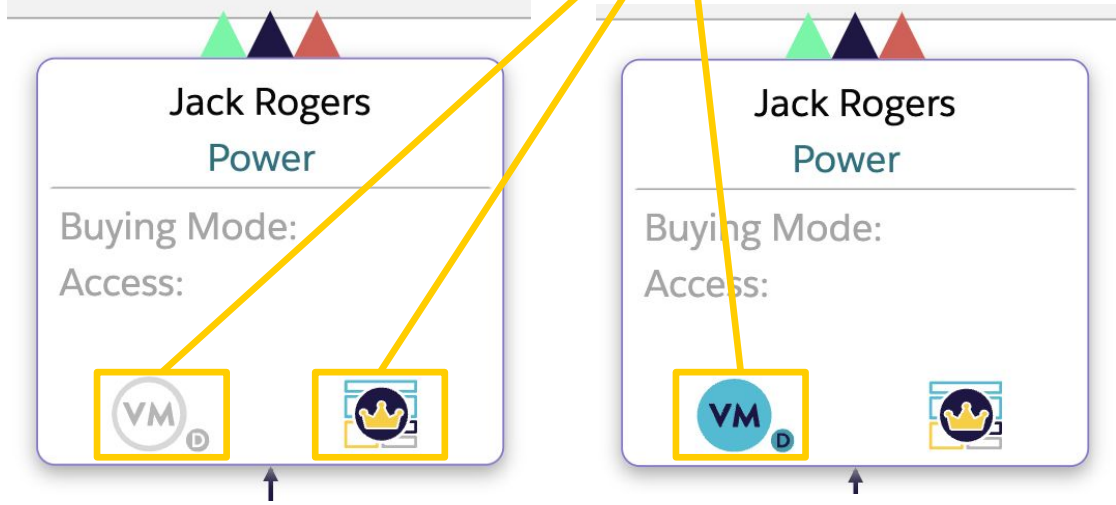 Jack Rogers
Power
Buying Mode:
Access:
VM
D
Jack Rogers
Power
Buying Mode:
Access:
VM
D